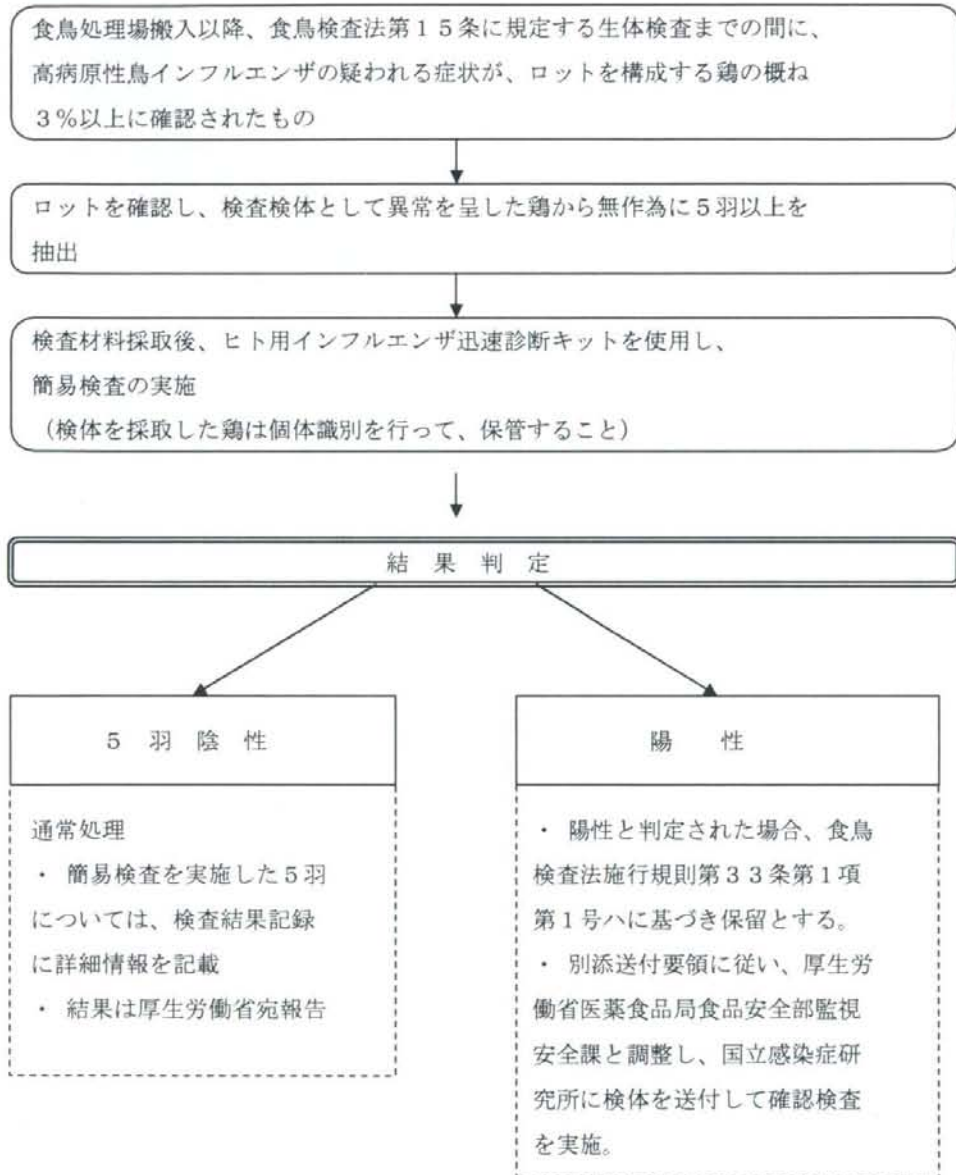 食鳥処理場搬入以降、食鳥検査法第１５条に規定する生体検査までの間に、
高病原性鳥インフルエンザの疑われる症状が、ロットを構成する鶏の概ね
３％以上に確認されたもの
ロットを確認し、検査検体として異常を呈した鶏から無作為に５羽以上を
抽出
検査材料採取後、ヒト用インフルエンザ迅速診断キットを使用し、
簡易検査の実施
（検体を採取した鶏は個体識別を行って、保管すること）
結　果　判　定
５　羽　陰　性
通常処理
・　簡易検査を実施した５羽
については、検査結果記録
に詳細情報を記載
・　結果は厚生労働省宛報告
陽　　性
・　陽性と判定された場合、食鳥
検査法施行規則第３３条第１項
第１号ハに基づき保留とする。
・　別添送付要領に従い、厚生労
働省医薬食品局食品安全部監視
安全課と調整し、国立感染症研
究所に検体を送付して確認検査
を実施。